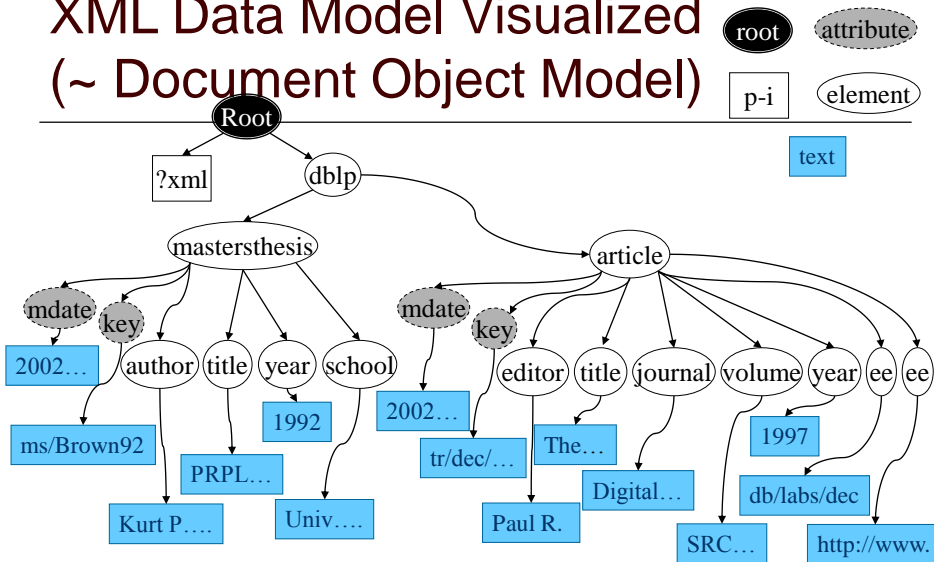 XML Data Model Visualized
(~ Document Object Model)
root
attribute
p-i
element
text
Root
?xml
dblp
mastersthesis
article
mdate
key
author
title
year
school
2002…
ms/Brown92
PRPL…
Kurt P….
1992
Univ….
mdate
key
editor
title
journal
volume
year
ee
ee
2002…
tr/dec/…
Paul R.
The…
Digital…
SRC…
1997
db/labs/dec
http://www.